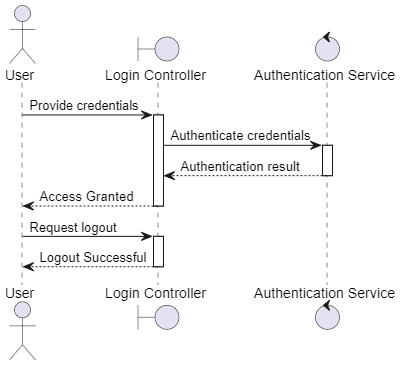 User
Login Controller
Authentication Service
Provide credentials
Authenticate credentials
Authentication result
Access Granted
Request logout
Logout Successful
User
Login Controller
Authentication Service